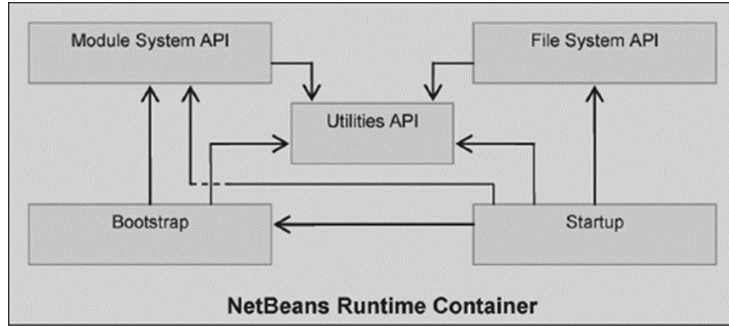 Module System API
File System API
Utilities API
Bootstrap
Startup
NetBeans Runtime Container